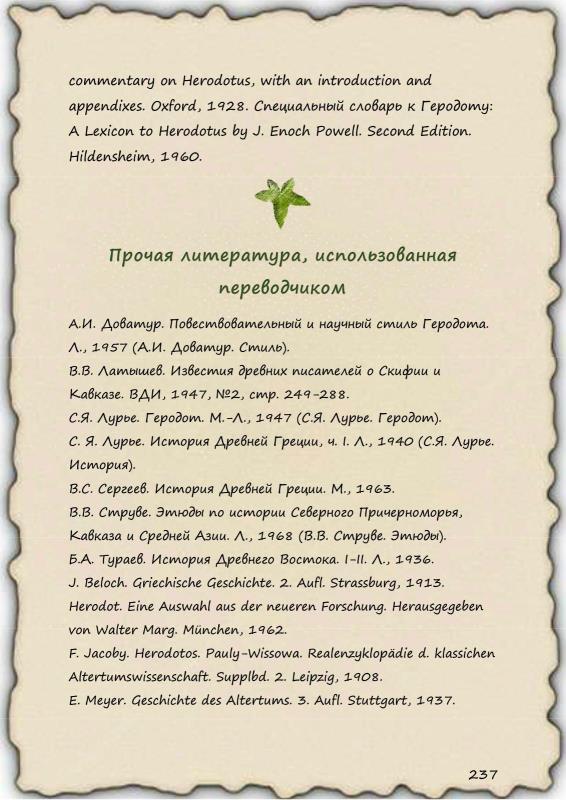 commentary on Herodotus, with an introduction and
appendixes. Oxford, 1928. Специальный словарь к Геродоту:
A Lexicon to Herodotus by J. Enoch Powell. Second Edition.
Hildensheim, 1960.
Прочая литература, использованная
переводчиком
А.И. Доватур. Повествовательный и научный стиль Геродота.
Л., 1957 (А.И. Доватур. Стиль).
В.В. Латышев. Известия древних писателей о Скифии и
Кавказе. ВДИ, 1947, №2, стр. 249-288.
С.Я. Лурье. Геродот. М.-Л., 1947 (С.Я. Лурье. Геродот).
С. Я. Лурье. История Древней Греции, ч. I. Л., 1940 (С.Я. Лурье.
История).
В.С. Сергеев. История Древней Греции. М., 1963.
В.В. Струве. Этюды по истории Северного Причерноморья,
Кавказа и Средней Азии. Л., 1968 (В.В. Струве. Этюды).
Б.А. Тураев. История Древнего Востока. I-II. Л., 1936.
J. Beloch. Griechische Geschichte. 2. Aufl. Strassburg, 1913.
Herodot. Eine Auswahl aus der neueren Forschung. Herausgegeben
von Walter Marg. München, 1962.
F. Jacoby. Herodotos. Pauly-Wissowa. Realenzyklopädie d. klassichen
Altertumswissenschaft. Supplbd. 2. Leipzig, 1908.
E. Meyer. Geschichte des Altertums. 3. Aufl. Stuttgart, 1937.
237